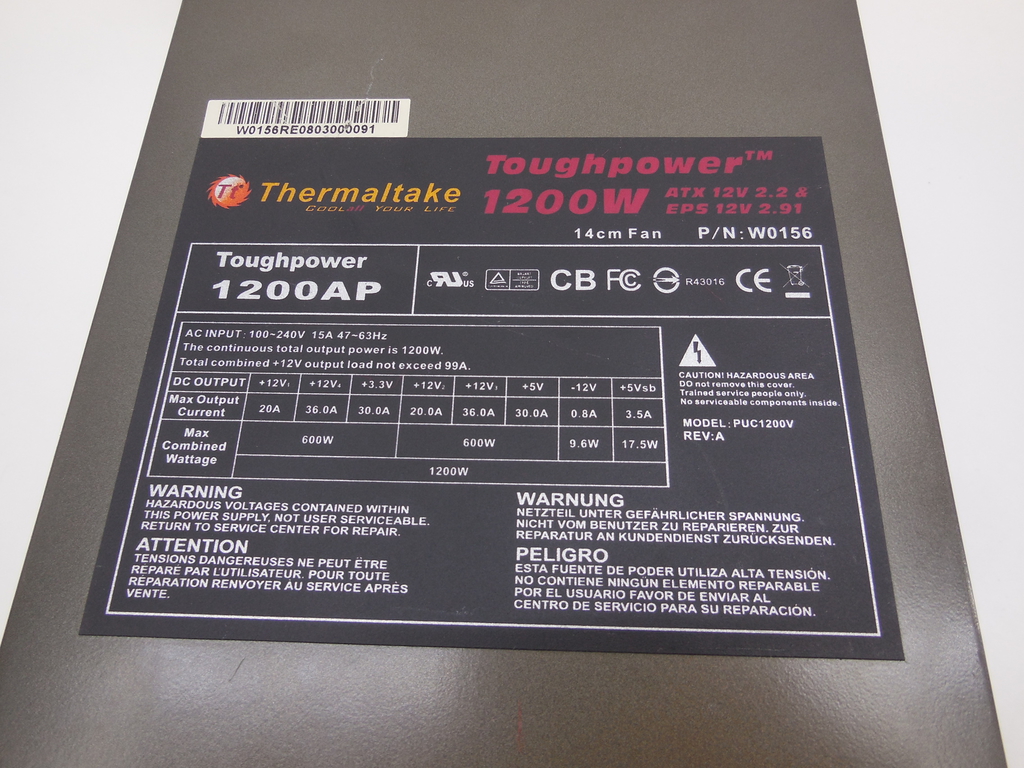 W0156RE0803000091
Thermaltake
COOLall YOUR LIFE
Toughpower™
1200W ATX 12V 2.2 &
EPS 12V 2.91
14cm Fan P/N: W0156
Toughpower
1200AP
c RU® US CB FC R43016 CE
AC INPUT: 100~240V 15A 47~63Hz
The continuous total output power is 1200W.
Total combined +12V output load not exceed 99A.
DC OUTPUT +12V1 +12V4 +3.3V +12V2 +12V3 +5V -12V +5Vsb
Max Output Current 20A 36.0A 30.0A 20.0A 36.0A 30.0A 0.8A 3.5A
Max Combined Wattage 600W 600W 9.6W 17.5W
1200W
CAUTION! HAZARDOUS AREA
DO not remove this cover.
Trained service people only.
No serviceable components inside.
MODEL: PUC1200V
REV:A
WARNING
HAZARDOUS VOLTAGES CONTAINED WITHIN
THIS POWER SUPPLY, NOT USER SERVICEABLE.
RETURN TO SERVICE CENTER FOR REPAIR.
ATTENTION
TENSIONS DANGEREUSES NE PEUT ËTRE
REPARE PAR LUTILISATEUR. POUR TOUTE
RÉPARATION RENVOYER AU SERVICE APRÉS
VENTE.
WARNUNG
NETZTEIL UNTER GEFÄHRLICHER SPANNUNG.
NICHT VOM BENUTZER ZU REPARIEREN. ZUR
REPARATUR AN KUNDENDIENST ZURÜCKSENDEN.
PELIGRO
ESTA FUENTE DE PODER UTILIZA ALTA TENSIÓN.
NO CONTIENE NINGÚN ELEMENTO REPARABLE
POR EL USUARIO FAVOR DE ENVIAR AL
CENTRO DE SERVICIO PARA SU REPARACIÓN.